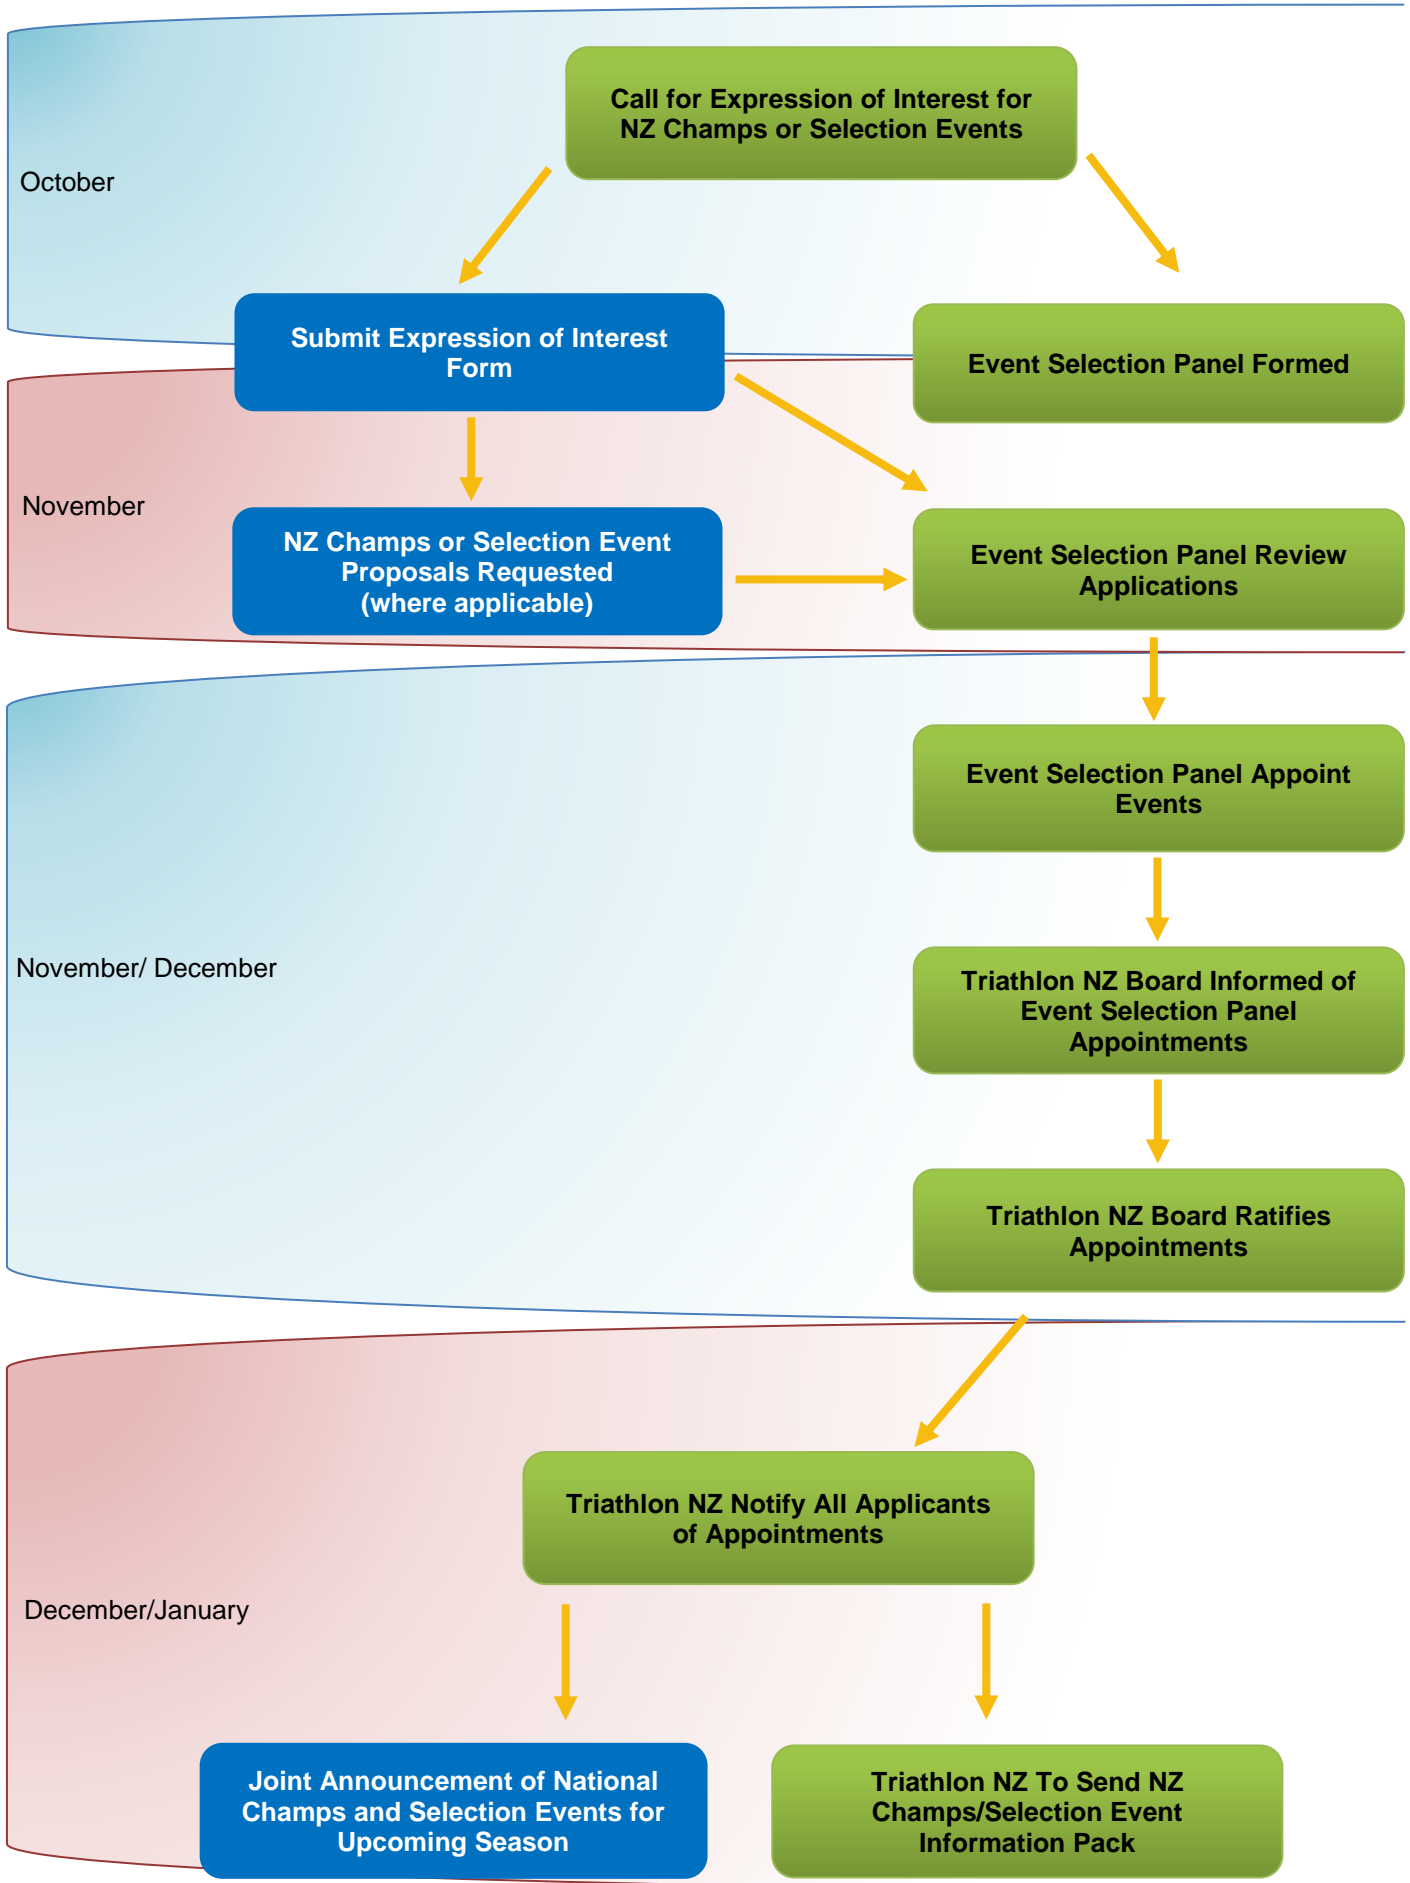 Call for Expression of Interest for
NZ Champs or Selection Events
October
Submit Expression of Interest
Form
Event Selection Panel Formed
November
NZ Champs or Selection Event
Proposals Requested
(where applicable)
Event Selection Panel Review
Applications
Event Selection Panel Appoint
Events
November/ December
Triathlon NZ Board Informed of
Event Selection Panel
Appointments
Triathlon NZ Board Ratifies
Appointments
Triathlon NZ Notify All Applicants
of Appointments
December/January
Joint Announcement of National
Champs and Selection Events for
Upcoming Season
Triathlon NZ To Send NZ
Champs/Selection Event
Information Pack